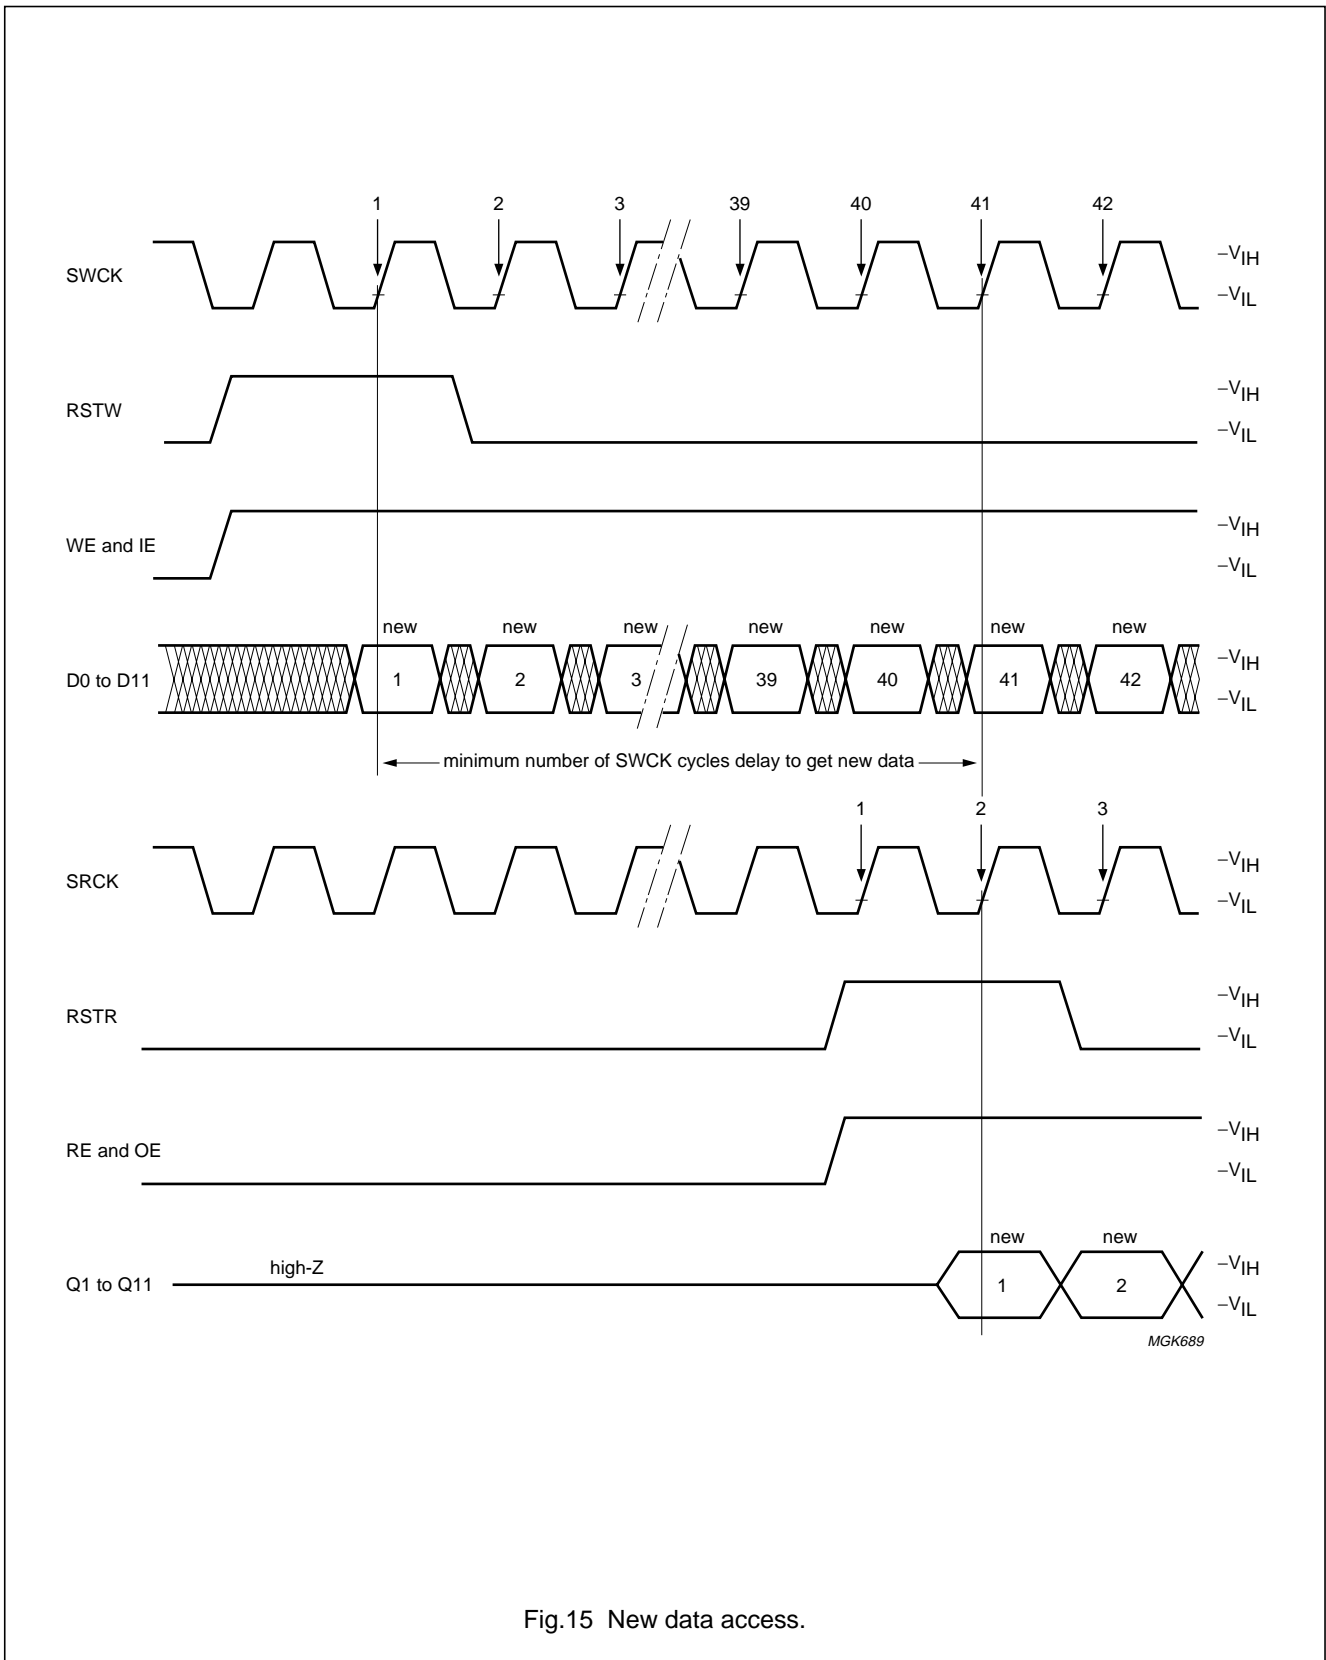 1 2 3 39 40 41 42
SWCK
–VIH
–VIL
RSTW
–VIH
–VIL
WE and IE
–VIH
–VIL
new new new new new new new
D0 to D11 1 2 3 39 40 41 42
–VIH
–VIL
minimum number of SWCK cycles delay to get new data
1 2 3
SRCK
–VIH
–VIL
RSTR
–VIH
–VIL
RE and OE
–VIH
–VIL
new new
high-Z
Q1 to Q11 1 2
–VIH
–VIL
MGK689
Fig.15 New data access.